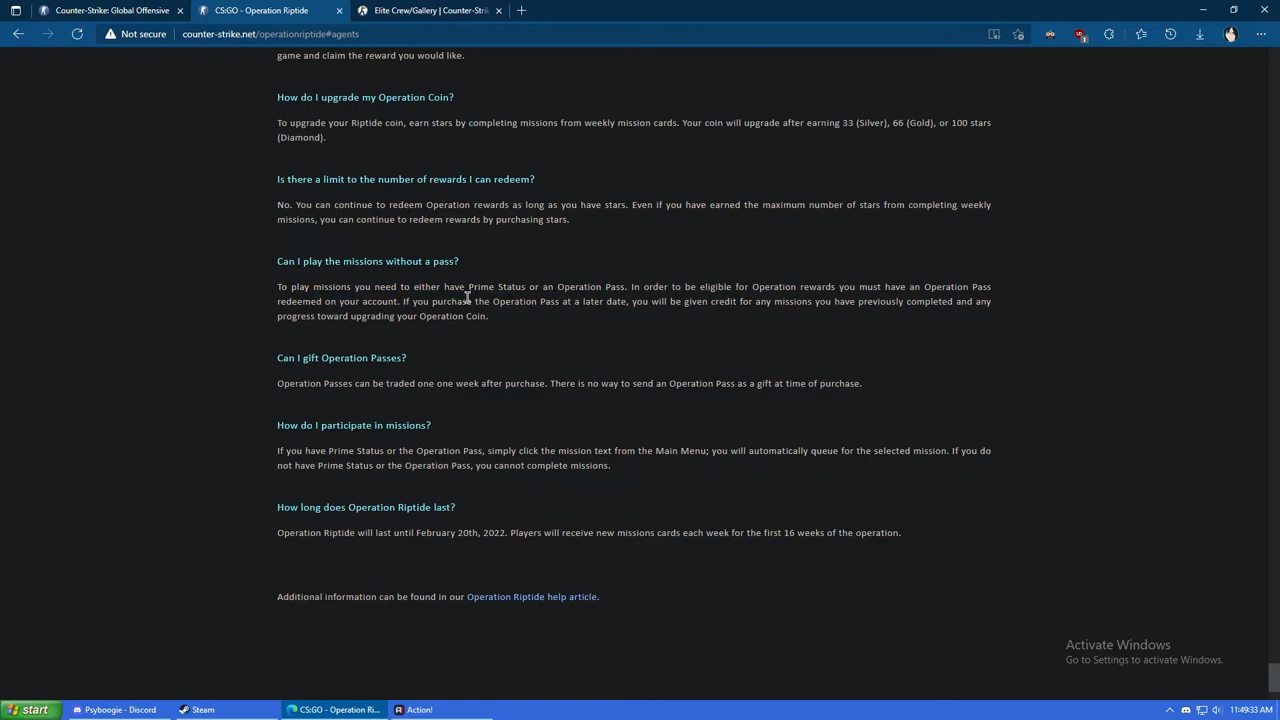 Counter-Strike: Global Offensive
CS:GO - Operation Riptide
Elite Crew/Gallery | Counter-Stri
Not secure
counter-strike.net/operationriptide#agents
game and claim the reward you would like.
How do I upgrade my Operation Coin?
To upgrade your Riptide coin, earn stars by completing missions from weekly mission cards. Your coin will upgrade after earning 33 (Silver), 66 (Gold), or 100 stars
(Diamond).
Is there a limit to the number of rewards I can redeem?
No. You can continue to redeem Operation rewards as long as you have stars. Even if you have earned the maximum number of stars from completing weekly
missions, you can continue to redeem rewards by purchasing stars.
Can I play the missions without a pass?
To play missions you need to either have Prime Status or an Operation Pass. In order to be eligible for Operation rewards you must have an Operation Pass
redeemed on your account. If you purchase the Operation Pass at a later date, you will be given credit for any missions you have previously completed and any
progress toward upgrading your Operation Coin.
Can I gift Operation Passes?
Operation Passes can be traded one one week after purchase. There is no way to send an Operation Pass as a gift at time of purchase.
How do I participate in missions?
If you have Prime Status or the Operation Pass, simply click the mission text from the Main Menu; you will automatically queue for the selected mission. If you do
not have Prime Status or the Operation Pass, you cannot complete missions.
How long does Operation Riptide last?
Operation Riptide will last until February 20th, 2022. Players will receive new missions cards each week for the first 16 weeks of the operation.
Additional information can be found in our Operation Riptide help article.
Activate Windows
Go to Settings to activate Windows.
start
Psyboogie - Discord
Steam
CS:GO - Operation Ri...
Action!
11:49:33 AM